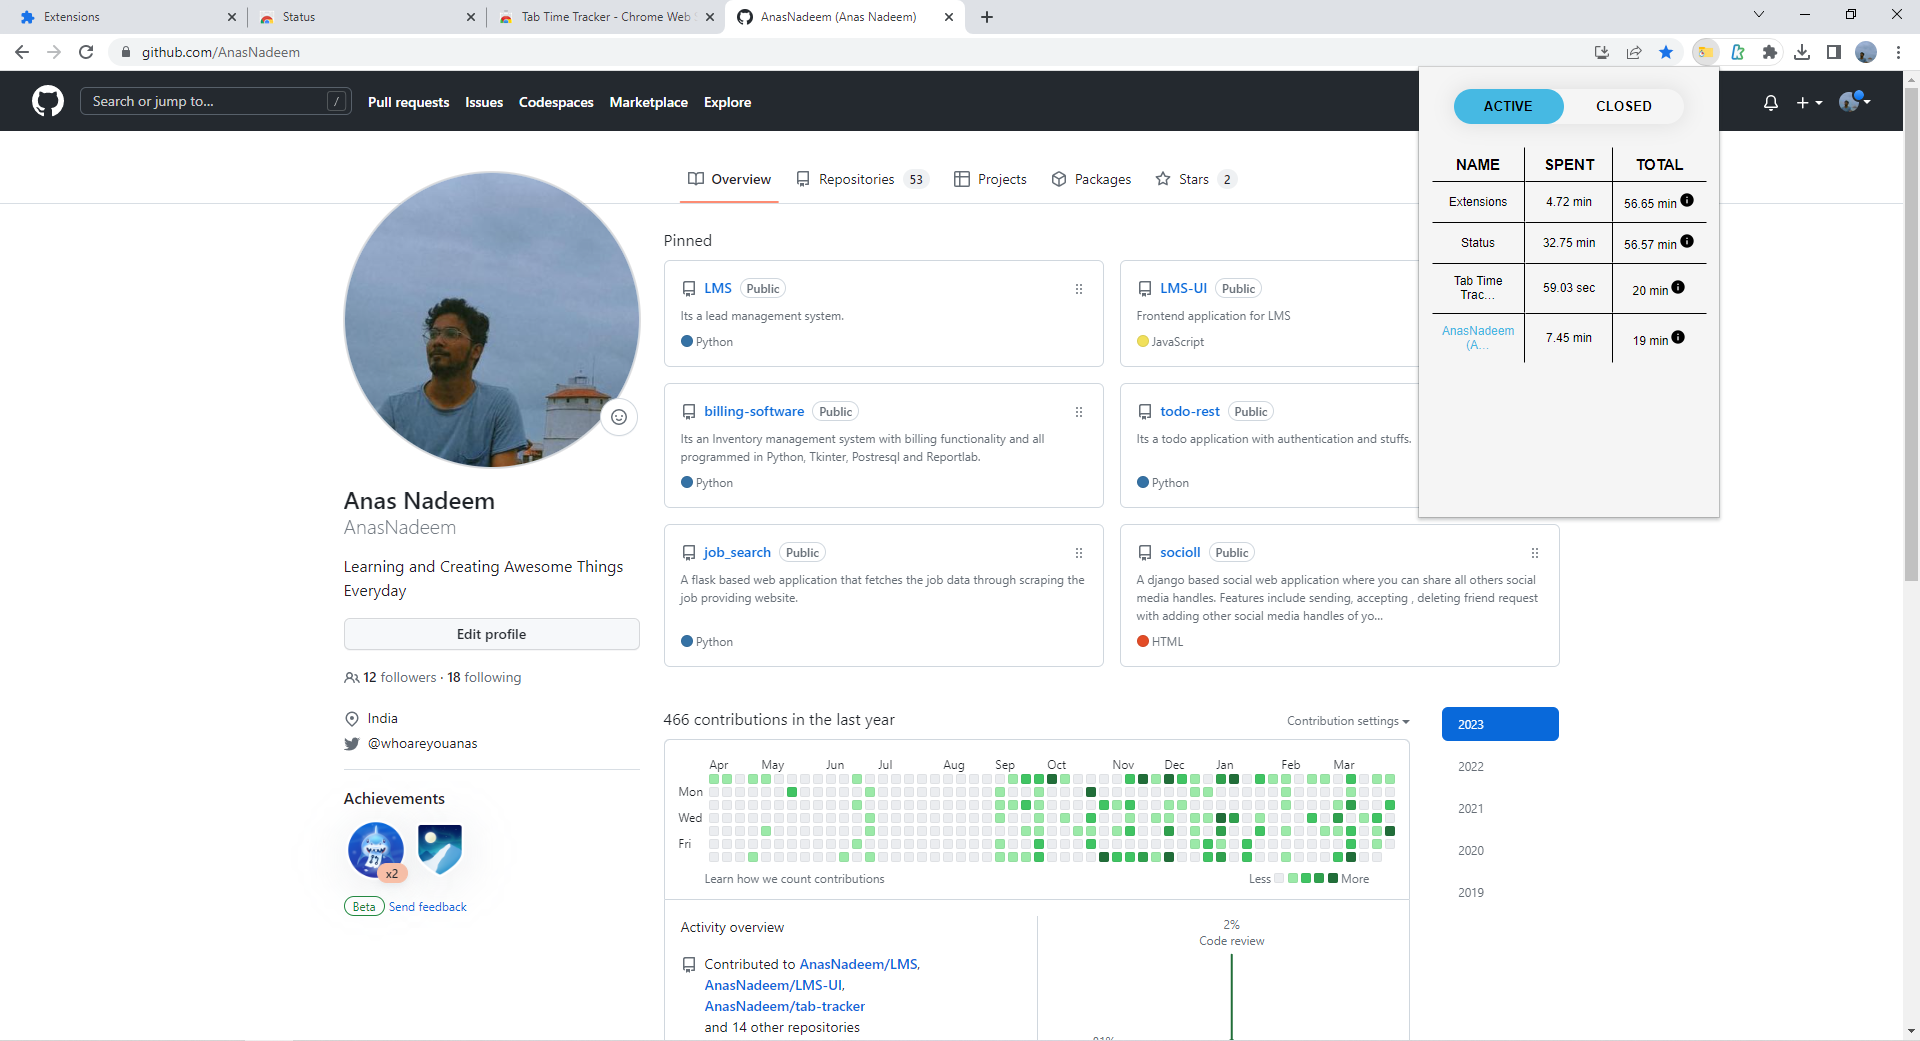 Extensions
Status
Tab Time Tracker - Chrome Web
AnasNadeem (Anas Nadeem)
github.com/AnasNadeem
Search or jump to...
/
Pull requests
Issues
Codespaces
Marketplace
Explore
ACTIVE
CLOSED
NAME SPENT TOTAL
Extensions 4.72 min 56.65 min
Status 32.75 min 56.57 min
Tab Time
Trac... 59.03 sec 20 min
AnasNadeem
(A... 7.45 min 19 min
Overview
Repositories 53
Projects
Packages
Stars 2
Anas Nadeem
AnasNadeem
Learning and Creating Awesome Things
Everyday
Edit profile
12 followers · 18 following
India
@whoareyouanas
Achievements
x2
Beta Send feedback
Pinned
LMS Public
Its a lead management system.
Python
LMS-UI Public
Frontend application for LMS
JavaScript
billing-software Public
Its an Inventory management system with billing functionality and all
programmed in Python, Tkinter, Postresql and Reportlab.
Python
todo-rest Public
Its a todo application with authentication and stuffs.
Python
job_search Public
A flask based web application that fetches the job data through scraping the
job providing website.
Python
socioll Public
A django based social web application where you can share all others social
media handles. Features include sending, accepting , deleting friend request
with adding other social media handles of yo...
HTML
466 contributions in the last year
Contribution settings
2023
2022
2021
2020
2019
Apr May Jun Jul Aug Sep Oct Nov Dec Jan Feb Mar
Mon
Wed
Fri
Learn how we count contributions
Less
More
Activity overview
Contributed to AnasNadeem/LMS,
AnasNadeem/LMS-UI,
AnasNadeem/tab-tracker
and 14 other repositories
2%
Code review